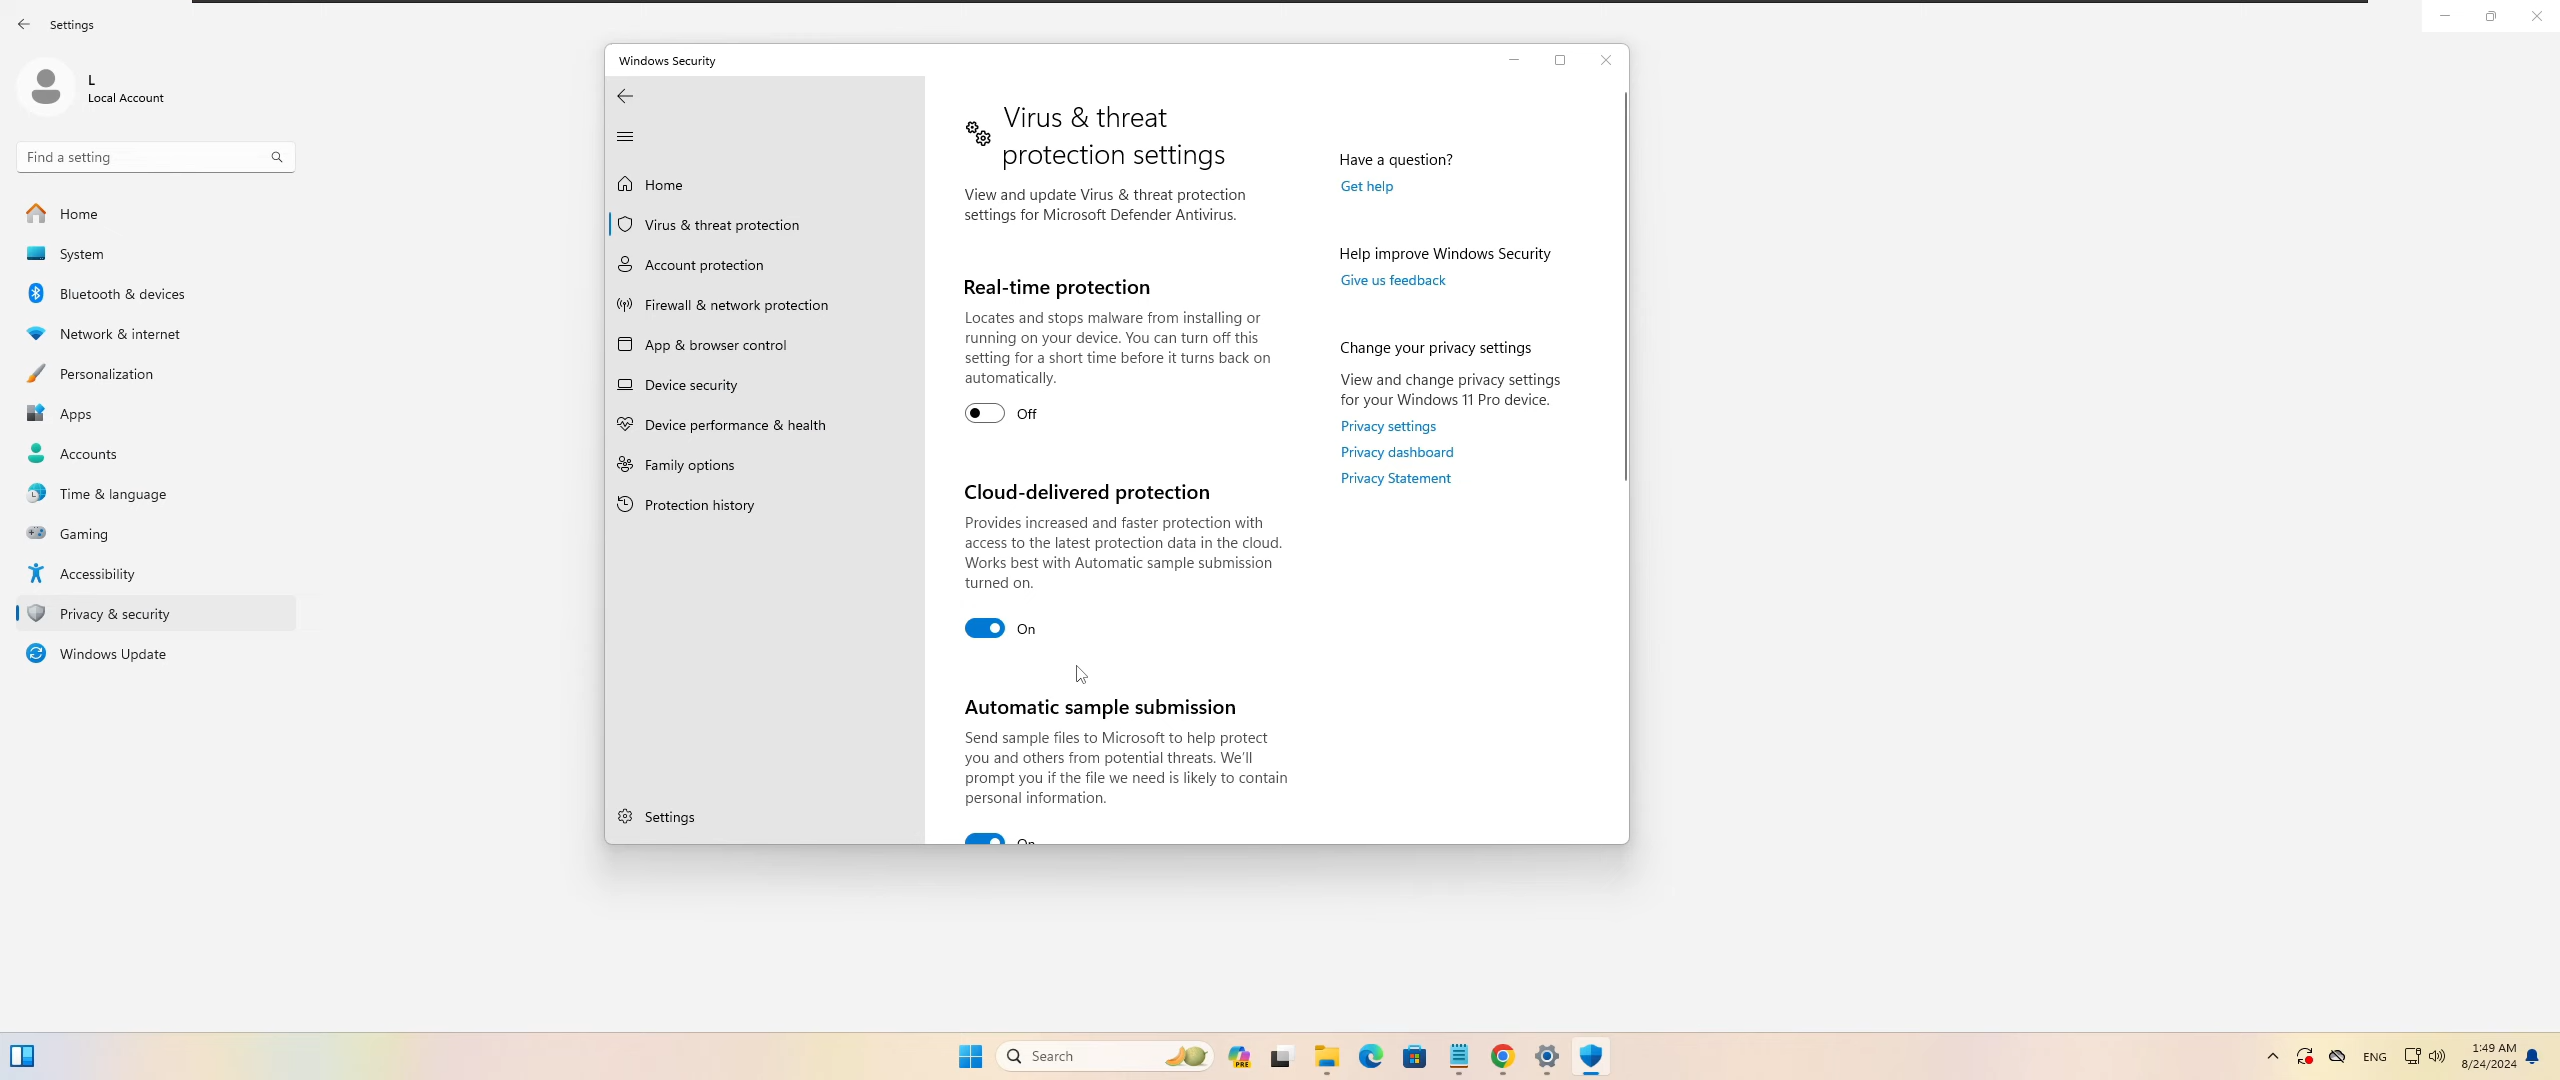 Settings
L
Local Account
Find a setting
Home
System
Bluetooth & devices
Network & internet
Personalization
Apps
Accounts
Time & language
Gaming
Accessibility
Privacy & security
Windows Update
Windows Security
Home
Virus & threat protection
Account protection
Firewall & network protection
App & browser control
Device security
Device performance & health
Family options
Protection history
Settings
Virus & threat
protection settings
View and update Virus & threat protection
settings for Microsoft Defender Antivirus.
Real-time protection
Locates and stops malware from installing or
running on your device. You can turn off this
setting for a short time before it turns back on
automatically.
Off
Cloud-delivered protection
Provides increased and faster protection with
access to the latest protection data in the cloud.
Works best with Automatic sample submission
turned on.
On
Automatic sample submission
Send sample files to Microsoft to help protect
you and others from potential threats. We'll
prompt you if the file we need is likely to contain
personal information.
On
Have a question?
Get help
Help improve Windows Security
Give us feedback
Change your privacy settings
View and change privacy settings
for your Windows 11 Pro device.
Privacy settings
Privacy dashboard
Privacy Statement
Search
PRE
ENG
1:49 AM
8/24/2024